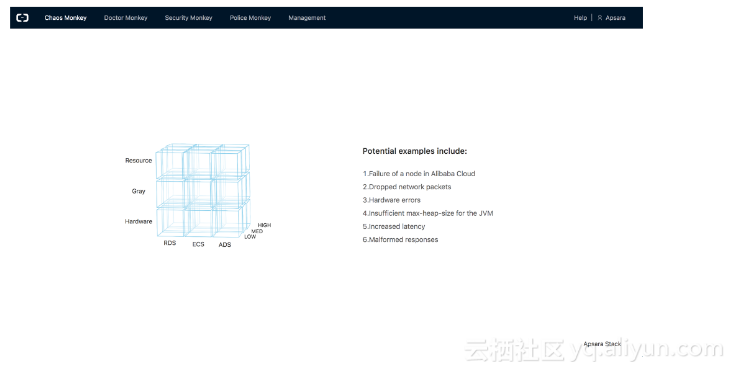 Chaos Monkey Doctor Monkey Security Monkey Police Monkey Management Help | Apsara
Resource
Gray
Hardware
HIGH
MED
LOW
RDS ECS ADS
Potential examples include:
1.Failure of a node in Alibaba Cloud
2.Dropped network packets
3.Hardware errors
4.Insufficient max-heap-size for the JVM
5.Increased latency
6.Malformed responses
Apsara Stack
云栖社区 yq.aliyun.com